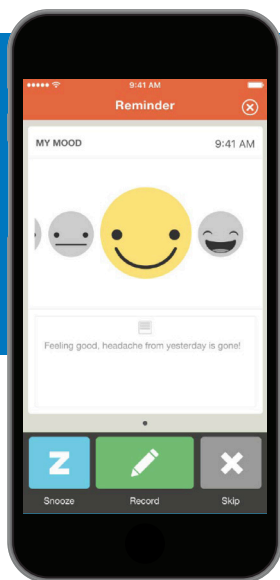 9:41 AM
Reminder
MY MOOD 9:41 AM
Feeling good, headache from yesterday is gone!
Z
Snooze Record Skip